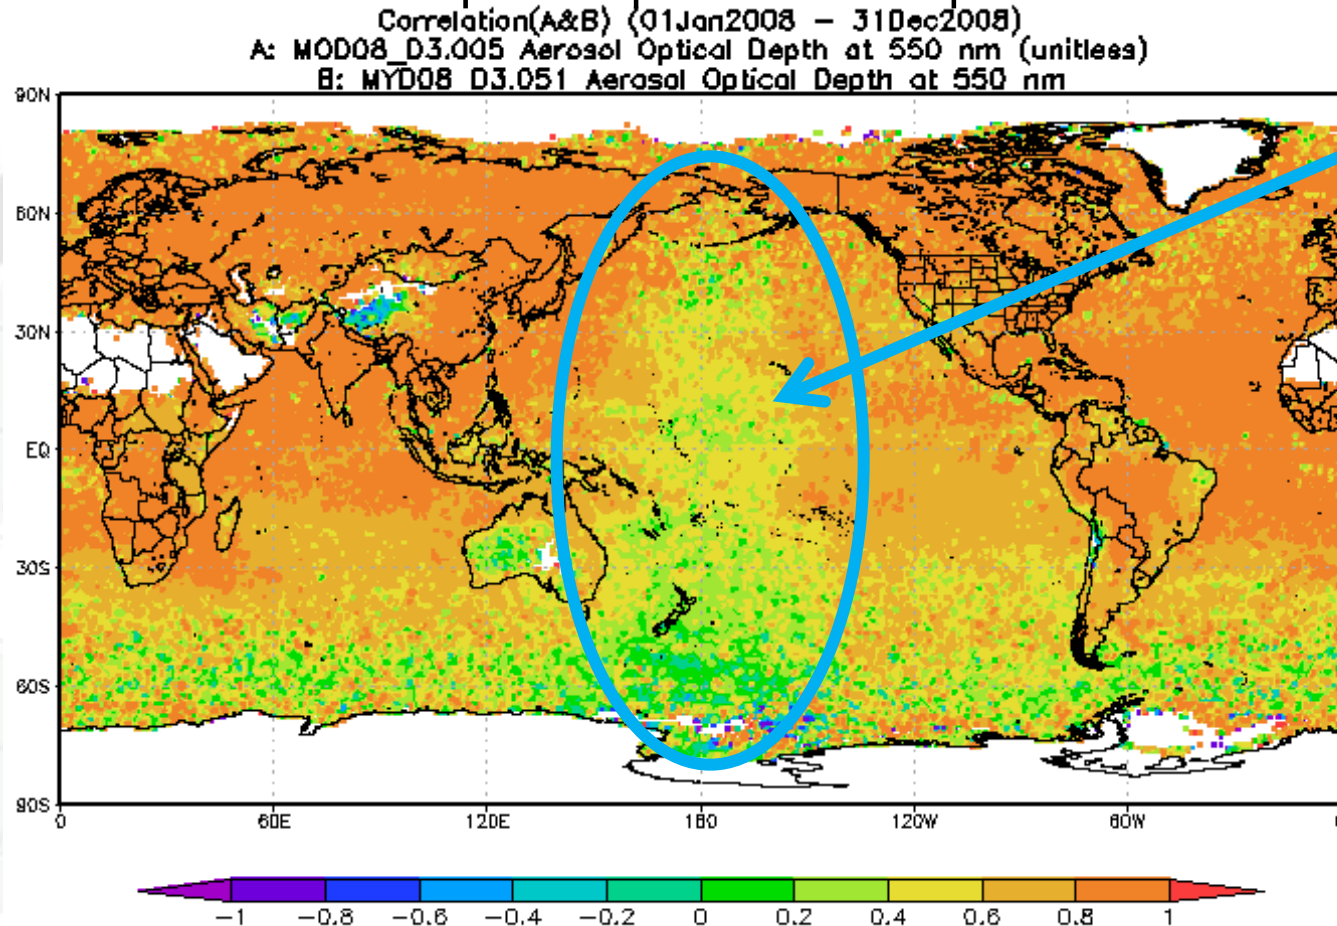 Correlation(A&B) (01Jan2008 - 31Dec2008)
A: MOD08_D3.005 Aerosol Optical Depth at 550 nm (unitless)
B: MYD08_D3.051 Aerosol Optical Depth at 550 nm
90N
60N
30N
EQ
30S
60S
90S
0 60E 120E 180 120W 60W
-1 -0.8 -0.6 -0.4 -0.2 0 0.2 0.4 0.6 0.8 1